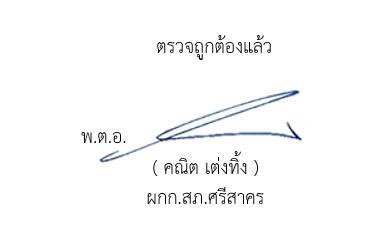 ตรวจถูกต้องแล้ว
พ.ต.อ.
( คณิต เต่งทิ้ง )
ผกก.สภ.ศรีสาคร